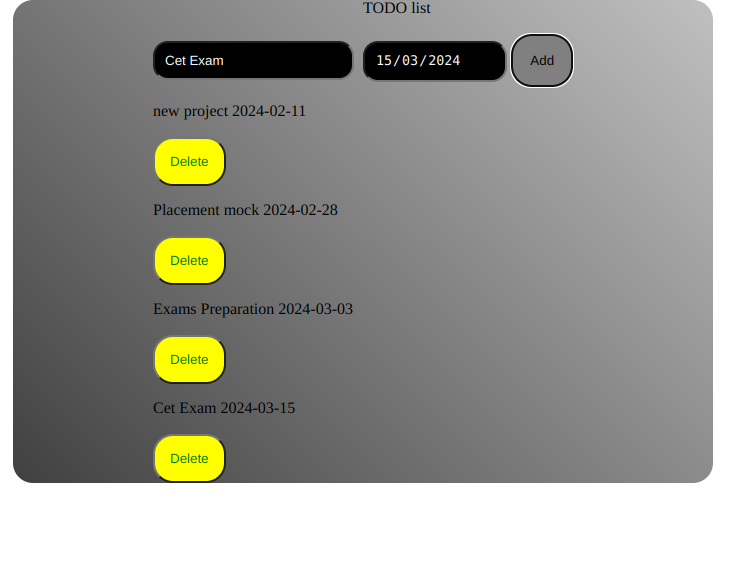 TODO list
Cet Exam 15/03/2024 Add
new project 2024-02-11
Delete
Placement mock 2024-02-28
Delete
Exams Preparation 2024-03-03
Delete
Cet Exam 2024-03-15
Delete